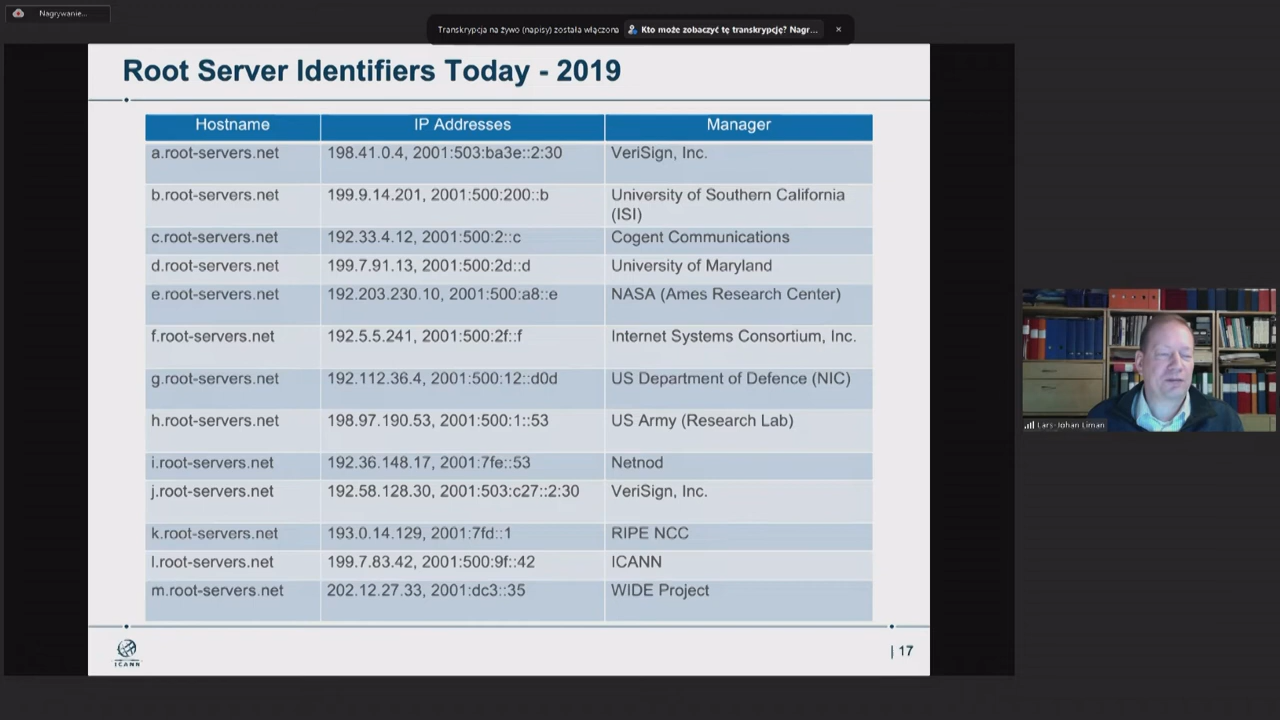 Nagrywanie...
Transkrypcja na żywo (napisy) została włączona Kto może zobaczyć tę transkrypcję? Nagr...
Root Server Identifiers Today - 2019
Hostname IP Addresses Manager
a.root-servers.net 198.41.0.4, 2001:503:ba3e::2:30 VeriSign, Inc.
b.root-servers.net 199.9.14.201, 2001:500:200::b University of Southern California
(ISI)
c.root-servers.net 192.33.4.12, 2001:500:2::c Cogent Communications
d.root-servers.net 199.7.91.13, 2001:500:2d::d University of Maryland
e.root-servers.net 192.203.230.10, 2001:500:a8::e NASA (Ames Research Center)
f.root-servers.net 192.5.5.241, 2001:500:2f::f Internet Systems Consortium, Inc.
g.root-servers.net 192.112.36.4, 2001:500:12::d0d US Department of Defence (NIC)
h.root-servers.net 198.97.190.53, 2001:500:1::53 US Army (Research Lab)
i.root-servers.net 192.36.148.17, 2001:7fe::53 Netnod
j.root-servers.net 192.58.128.30, 2001:503:c27::2:30 VeriSign, Inc.
k.root-servers.net 193.0.14.129, 2001:7fd::1 RIPE NCC
l.root-servers.net 199.7.83.42, 2001:500:9f::42 ICANN
m.root-servers.net 202.12.27.33, 2001:dc3::35 WIDE Project
Lars-Johan Liman
ICANN
| 17